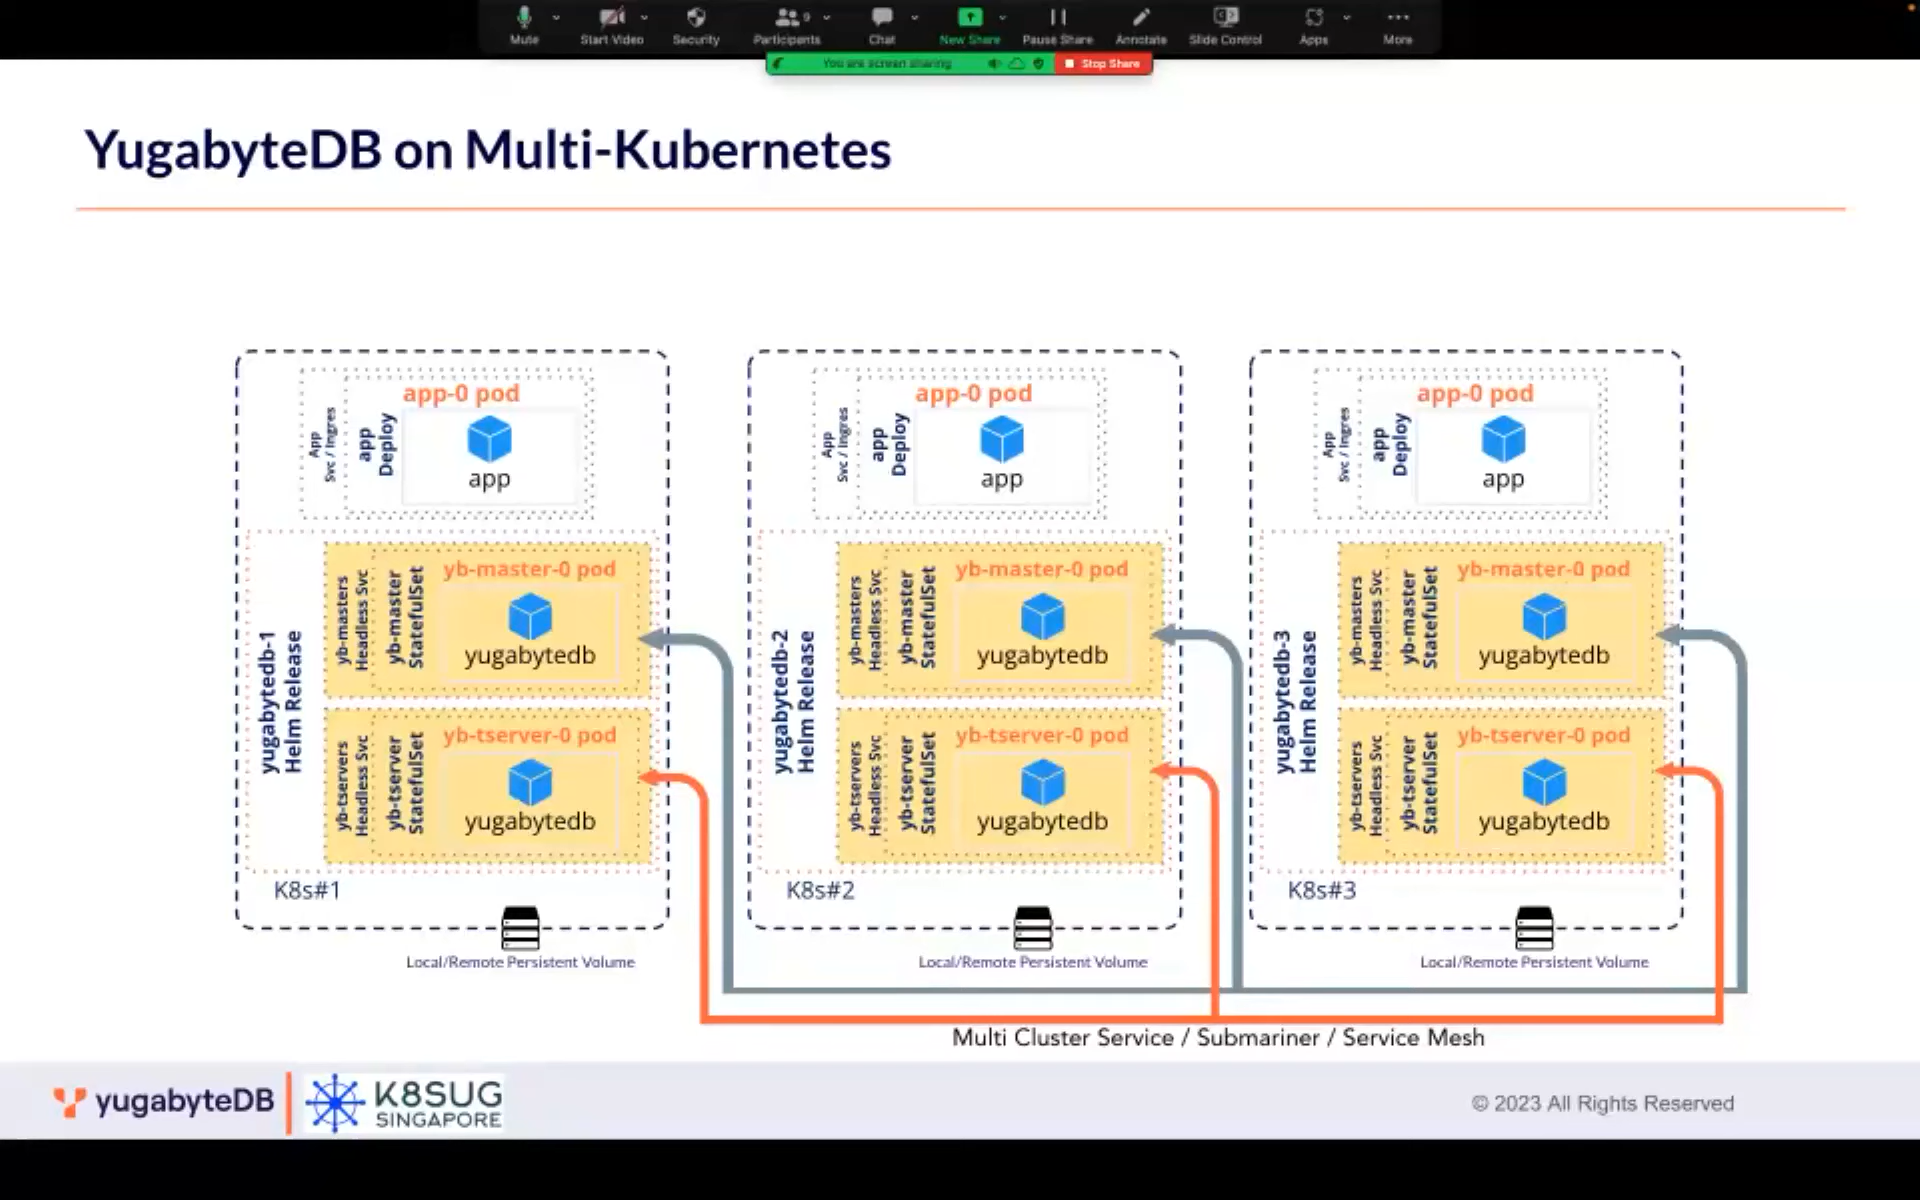 Mute
Start Video
Security
Participants
9
Chat
New Share
Pause Share
Annotate
Slide Control
Apps
More
You are screen sharing
Stop Share
YugabyteDB on Multi-Kubernetes
app-0 pod
App
Svc / Ingres
app
Deploy
app
yugabytedb-1
Helm Release
yb-masters
Headless Svc
yb-master
StatefulSet
yb-master-0 pod
yugabytedb
yb-tservers
Headless Svc
yb-tserver
StatefulSet
yb-tserver-0 pod
yugabytedb
K8s#1
Local/Remote Persistent Volume
app-0 pod
App
Svc / Ingres
app
Deploy
app
yugabytedb-2
Helm Release
yb-masters
Headless Svc
yb-master
StatefulSet
yb-master-0 pod
yugabytedb
yb-tservers
Headless Svc
yb-tserver
StatefulSet
yb-tserver-0 pod
yugabytedb
K8s#2
Local/Remote Persistent Volume
app-0 pod
App
Svc / Ingres
app
Deploy
app
yugabytedb-3
Helm Release
yb-masters
Headless Svc
yb-master
StatefulSet
yb-master-0 pod
yugabytedb
yb-tservers
Headless Svc
yb-tserver
StatefulSet
yb-tserver-0 pod
yugabytedb
K8s#3
Local/Remote Persistent Volume
Multi Cluster Service / Submariner / Service Mesh
yugabyteDB
K8SUG
SINGAPORE
© 2023 All Rights Reserved